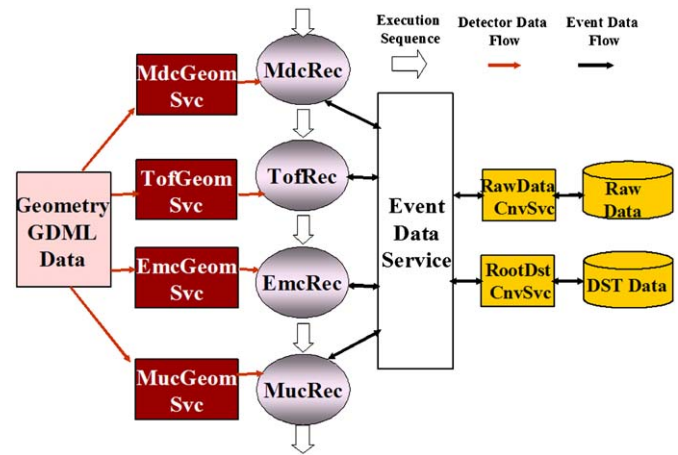 Execution
Sequence
Detector Data
Flow
Event Data
Flow
MdcGeom
Svc
MdcRec
TofGeom
Svc
TofRec
Geometry
GDML
Data
EmcGeom
Svc
EmcRec
MucGeom
Svc
MucRec
Event
Data
Service
RawData
CnvSvc
Raw
Data
RootDst
CnvSvc
DST Data